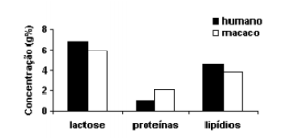 humano
macaco
Concentração (g%)
8
6
4
2
0
lactose proteínas lipídios